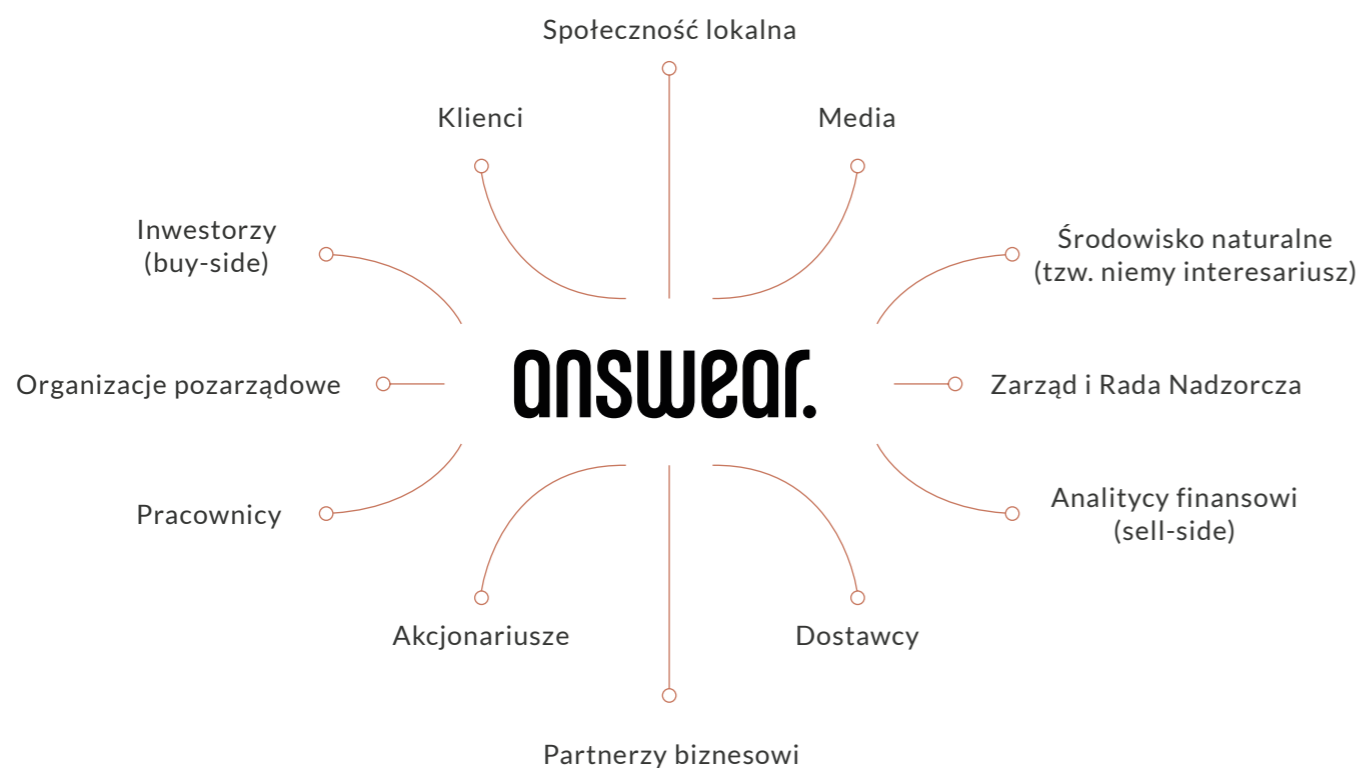 Społeczność lokalna
Klienci
Media
Inwestorzy
(buy-side)
Środowisko naturalne
(tzw. niemy interesariusz)
answear.
Organizacje pozarządowe
Zarząd i Rada Nadzorcza
Pracownicy
Analitycy finansowi
(sell-side)
Akcjonariusze
Dostawcy
Partnerzy biznesowi